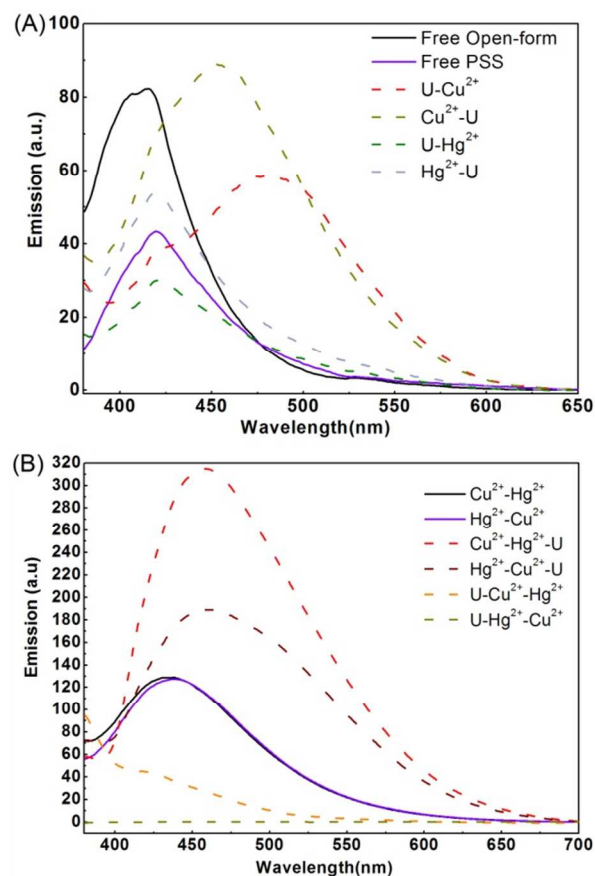 (A)
100
80
60
40
20
0
Emission (a.u.)
Free Open-form
Free PSS
U-Cu²⁺
Cu²⁺-U
U-Hg²⁺
Hg²⁺-U
400 450 500 550 600 650
Wavelength(nm)
(B)
320
300
280
260
240
220
200
180
160
140
120
100
80
60
40
20
0
Emission (a.u)
Cu²⁺-Hg²⁺
Hg²⁺-Cu²⁺
Cu²⁺-Hg²⁺-U
Hg²⁺-Cu²⁺-U
U-Cu²⁺-Hg²⁺
U-Hg²⁺-Cu²⁺
400 450 500 550 600 650 700
Wavelength(nm)